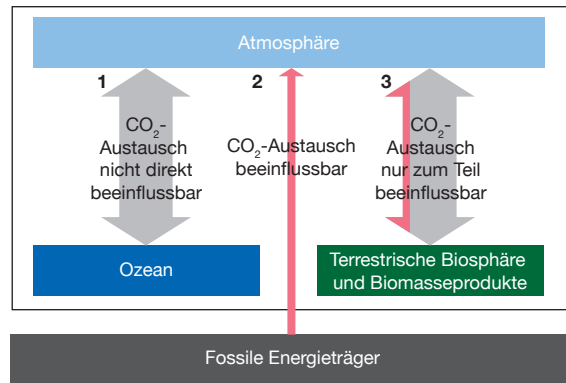 Atmosphäre
1
2
3
CO₂-
Austausch
nicht direkt
beeinflussbar
CO₂-Austausch
beeinflussbar
CO₂-
Austausch
nur zum Teil
beeinflussbar
Ozean
Terrestrische Biosphäre
und Biomasseprodukte
Fossile Energieträger